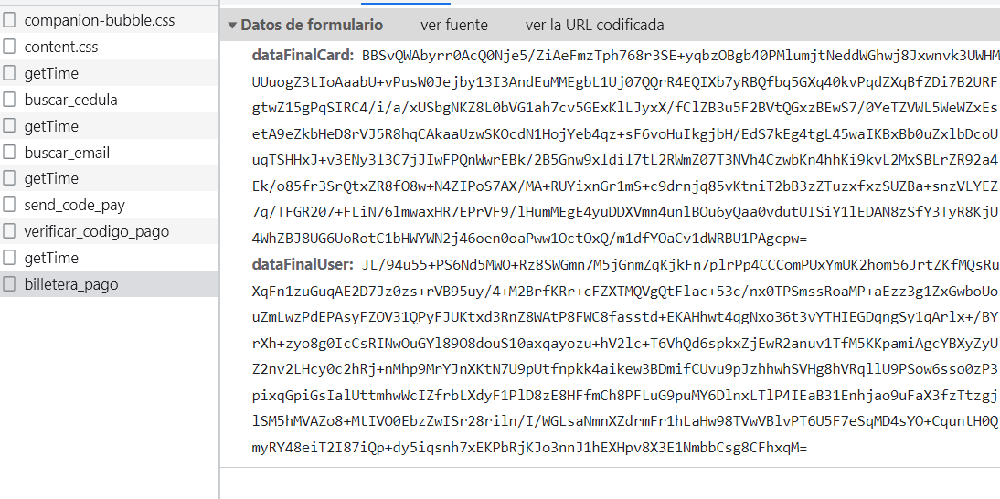 companion-bubble.css
content.css
getTime
buscar_cedula
getTime
buscar_email
getTime
send_code_pay
verificar_codigo_pago
getTime
billetera_pago
Datos de formulario ver fuente ver la URL codificada
dataFinalCard: BBSvQWAbyrr0AcQ0Nje5/ZiAeFmzTph768r3SE+yqbzOBgb40PMlumjtNeddWGhwj8Jxwnvk3UWHM
UUuogZ3LIoAaabU+vPusW0Jejby13I3AndEuMMEgbL1Uj07QQrR4EQIXb7yRBQfbq5GXq40kvPqdZXqBfZDi7B2URF
gtwZ15gPqSIRC4/i/a/xUSbgNKZ8L0bVG1ah7cv5GExKlLJyxX/fClZB3u5F2BVtQGxzBEwS7/0YeTZVWL5WeWZxEs
etA9eZkbHeD8rVJ5R8hqCAkaaUzwSKOcdN1HojYeb4qz+sF6voHuIkgjbH/EdS7kEg4tgL45waIKBxBb0uZxlbDcoU
uqTSHHxJ+v3ENy3l3C7jJIwFPQnWwrEBk/2B5Gnw9xldil7tL2RWmZ07T3NVh4CzwbKn4hhKi9kvL2MxSBLrZR92a4
Ek/o85fr3SrQtxZR8fO8w+N4ZIPoS7AX/MA+RUYixnGr1mS+c9drnjq85vKtniT2bB3zZTuzxfxzSUZBa+snzVLYEZ
7q/TFGR207+FLiN76lmwaxHR7EPrVF9/lHumMEgE4yuDDXVmn4unlBOu6yQaa0vdutUISiY1lEDAN8zSfY3TyR8KjU
4WhZBJ8UG6UoRotC1bHWYWN2j46oen0oaPww1OctOxQ/m1dfYOaCv1dWRBU1PAgcpw=
dataFinalUser: JL/94u55+PS6Nd5MWO+Rz8SWGmn7M5jGnmZqKjkFn7plrPp4CCComPUxYmUK2hom56JrtZKfMQsRu
XqFn1zuGuqAE2D7Jz0zs+rVB95uy/4+M2BrfKRr+cFZXTMQVgQtFlac+53c/nx0TPSmssRoaMP+aEzz3g1ZxGwboUo
uZmLwzPdEPAsyFZOV31QPyFJUKtxd3RnZ8WAtP8FWC8fasstd+EKAHhwt4qgNxo36t3vYTHIEGDqngSy1qArlx+/BY
rXh+zyo8g0IcCsRINwOuGYl89O8douS10axqayozu+hV2lc+T6VhQd6spkxZjEwR2anuv1TfM5KKpamiAgcYBXyZyU
Z2nv2LHcy0c2hRj+nMhp9MrYJnXKtN7U9pUtfnpkk4aikew3BDmifCUvu9pJzhhwhSVHg8hVRqllU9PSow6sso0zP3
pixqGpiGsIalUttmhwWcIZfrbLXdyF1PlD8zE8HFfmCh8PFLuG9puMY6DlnxLTlP4IEaB31Enhjao9uFaX3fzTtzgj
lSM5hMVAZo8+MtIVO0EbzZwISr28riln/I/WGLsaNmnXZdrmFr1hLaHw98TVwVBlvPT6U5F7eSqMD4sYO+CquntH0Q
myRY48eiT2I87iQp+dy5iqsnh7xEKPbRjKJo3nnJ1hEXHpv8X3E1NmbbCsg8CFhxqM=